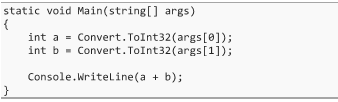 static void Main(string[] args)
{
    int a = Convert.ToInt32(args[0]);
    int b = Convert.ToInt32(args[1]);

    Console.WriteLine(a + b);
}